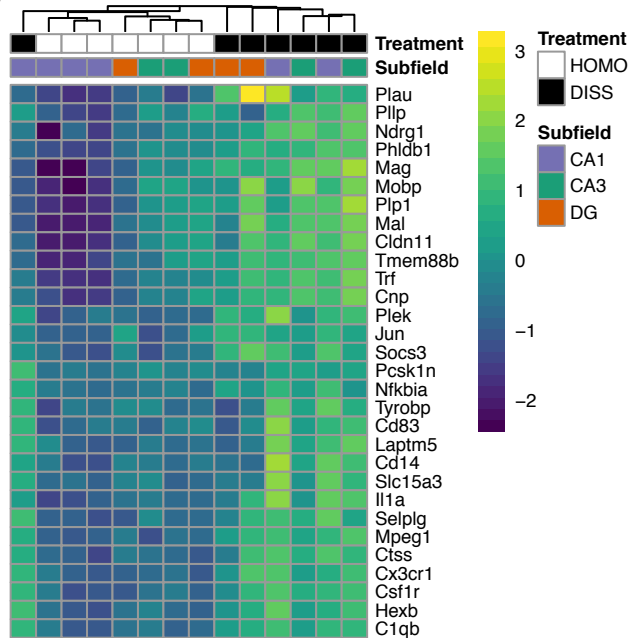 Treatment
Subfield
Plau
Pllp
Ndrg1
Phldb1
Mag
Mobp
Plp1
Mal
Cldn11
Tmem88b
Trf
Cnp
Plek
Jun
Socs3
Pcsk1n
Nfkbia
Tyrobp
Cd83
Laptm5
Cd14
Slc15a3
Il1a
Selplg
Mpeg1
Ctss
Cx3cr1
Csf1r
Hexb
C1qb
3
2
1
0
−1
−2
Treatment
HOMO
DISS
Subfield
CA1
CA3
DG